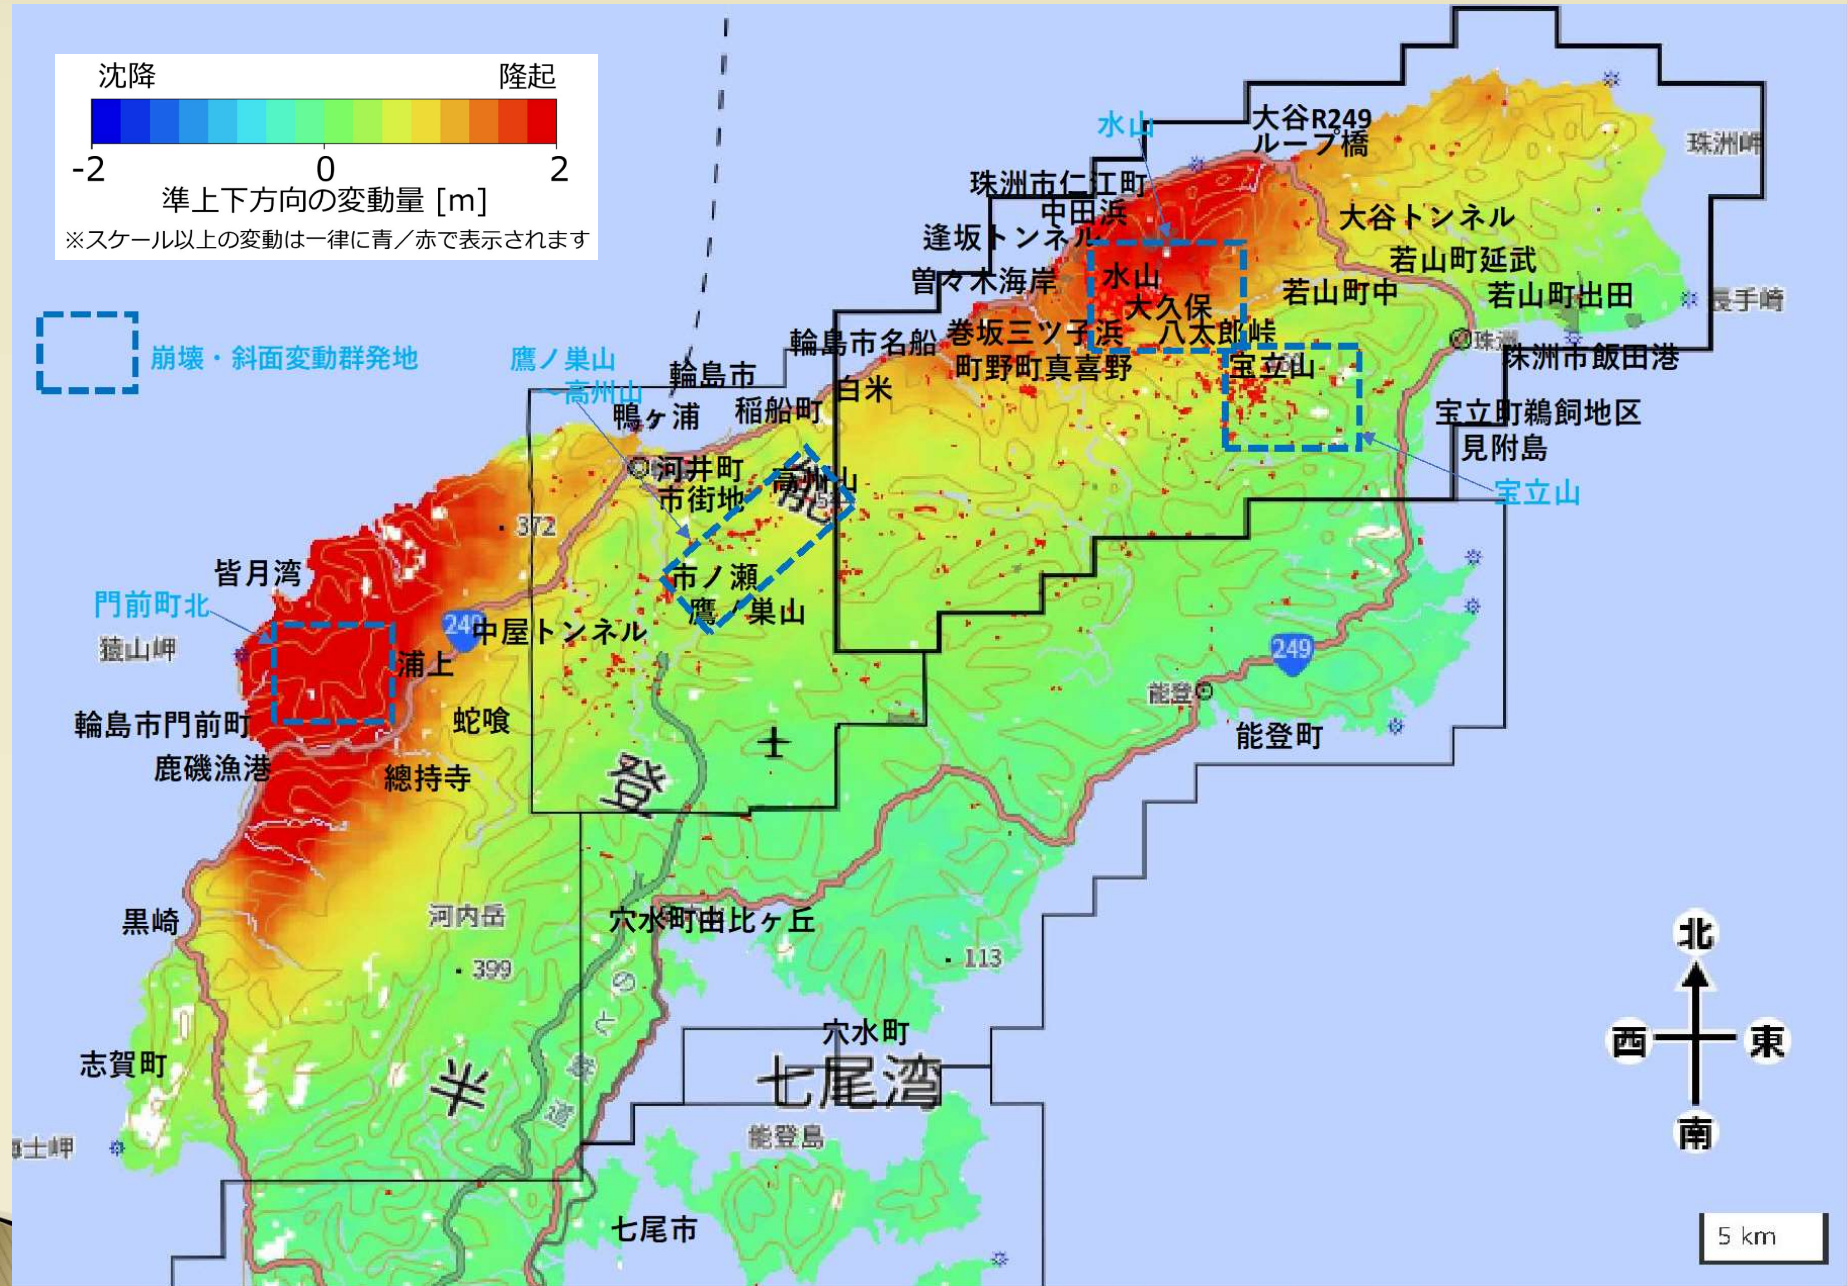 沈降 隆起
-2 0 2
準上下方向の変動量 [m]
※スケール以上の変動は一律に青／赤で表示されます
崩壊・斜面変動群発地
水山
大谷R249
ループ橋
珠洲岬
珠洲市仁江町
中田浜
逢坂トンネル
大谷トンネル
曽々木海岸
水山
若山町延武
大久保
若山町中
若山町出田
長手崎
輪島市名船
巻坂三ツ子浜
八太郎峠
珠洲
珠洲市飯田港
鷹ノ巣山
～高州山
輪島市
白米
町野町真喜野
宝立山
鴨ヶ浦
稲船町
宝立町鵜飼地区
見附島
河井町
市街地
高州山
能
宝立山
372
皆月湾
市ノ瀬
鷹ノ巣山
門前町北
猿山岬
249
中屋トンネル
浦上
249
能登
輪島市門前町
蛇喰
能登町
鹿磯漁港
總持寺
登
黒崎
河内岳
399
穴水町由比ヶ丘
113
のと
道
穴水町
七尾湾
志賀町
半
能登島
海士岬
七尾市
北
西 東
南
5 km